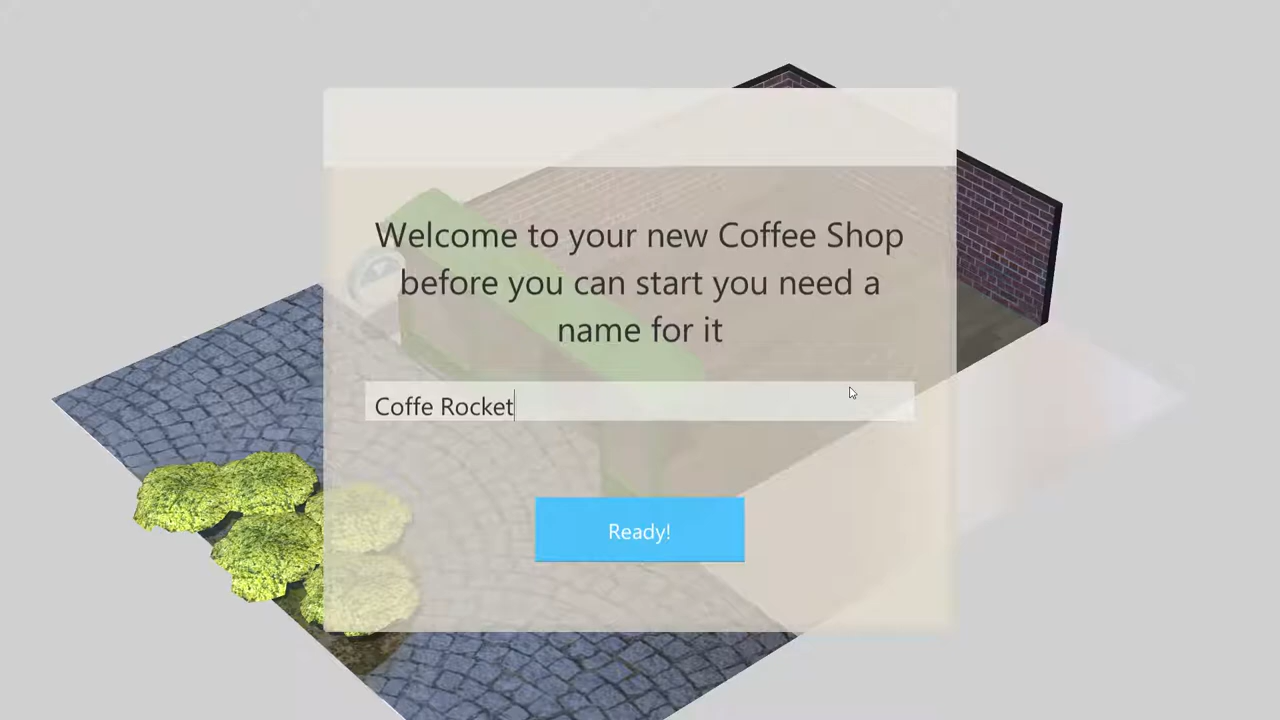 Welcome to your new Coffee Shop
before you can start you need a
name for it
Coffe Rocket
Ready!